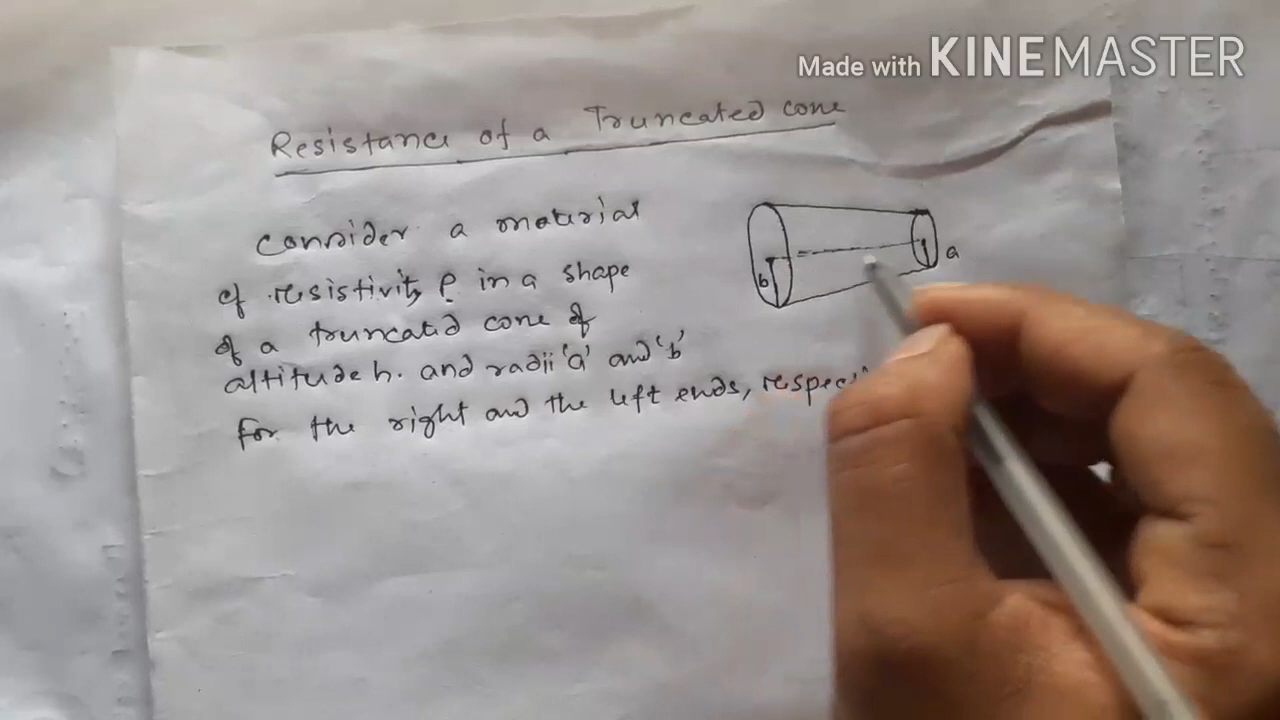 Made with KINEMASTER
Resistance of a Truncated cone
Consider a material
of resistivity ρ in a shape
of a truncated cone of
altitude h. and radii 'a' and 'b'
for the right and the left ends,
b
a